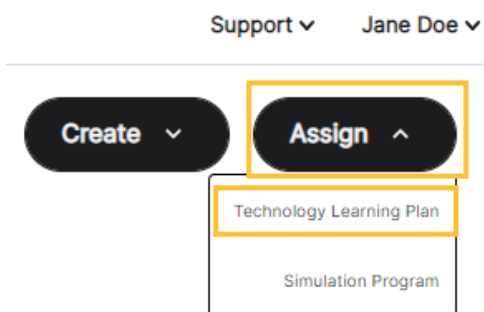 Support Jane Doe
Create Assign
Technology Learning Plan
Simulation Program